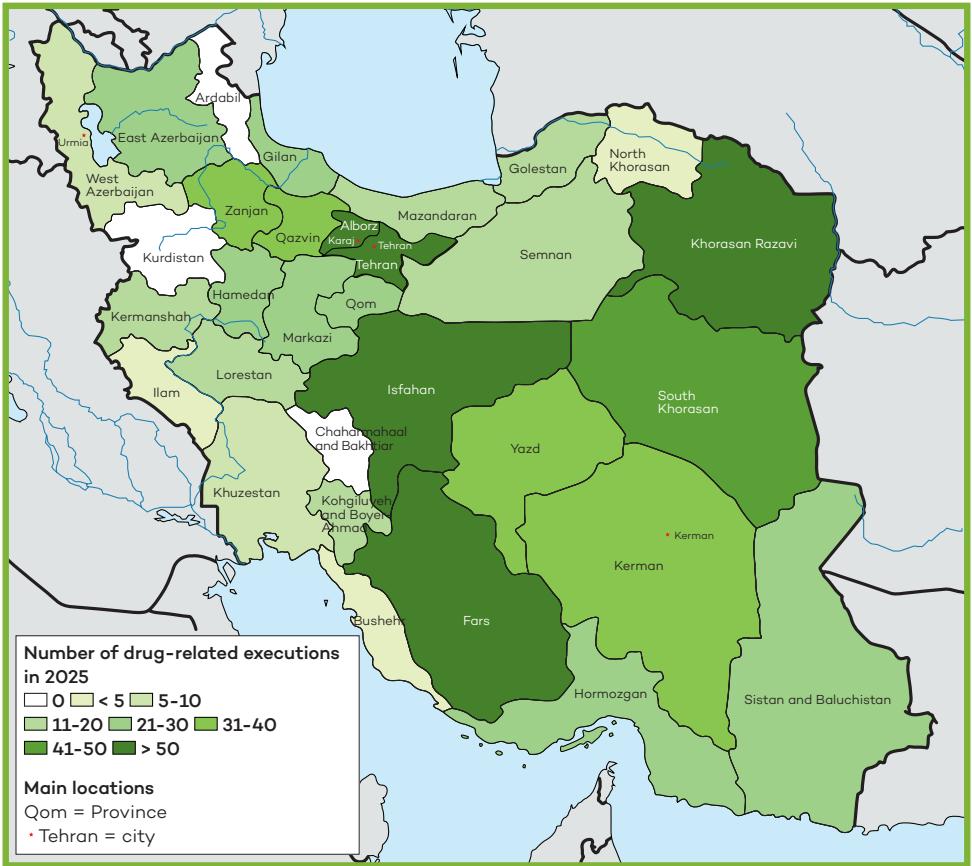 Ardabil
Urmia
East Azerbaijan
Gilan
West
Azerbaijan
Golestan
North
Khorasan
Zanjan
Mazandaran
Alborz
Qazvin
Karaj
Tehran
Tehran
Khorasan Razavi
Kurdistan
Semnan
Hamedan
Qom
Kermanshah
Markazi
Lorestan
Ilam
Isfahan
South
Khorasan
Chaharmahaal
and Bakhtiar
Yazd
Khuzestan
Kohgiluyeh
and Boyer-
Ahmad
Kerman
Kerman
Bushehr
Fars
Hormozgan
Sistan and Baluchistan
Number of drug-related executions
in 2025
0 < 5 5-10
11-20 21-30 31-40
41-50 > 50
Main locations
Qom = Province
Tehran = city